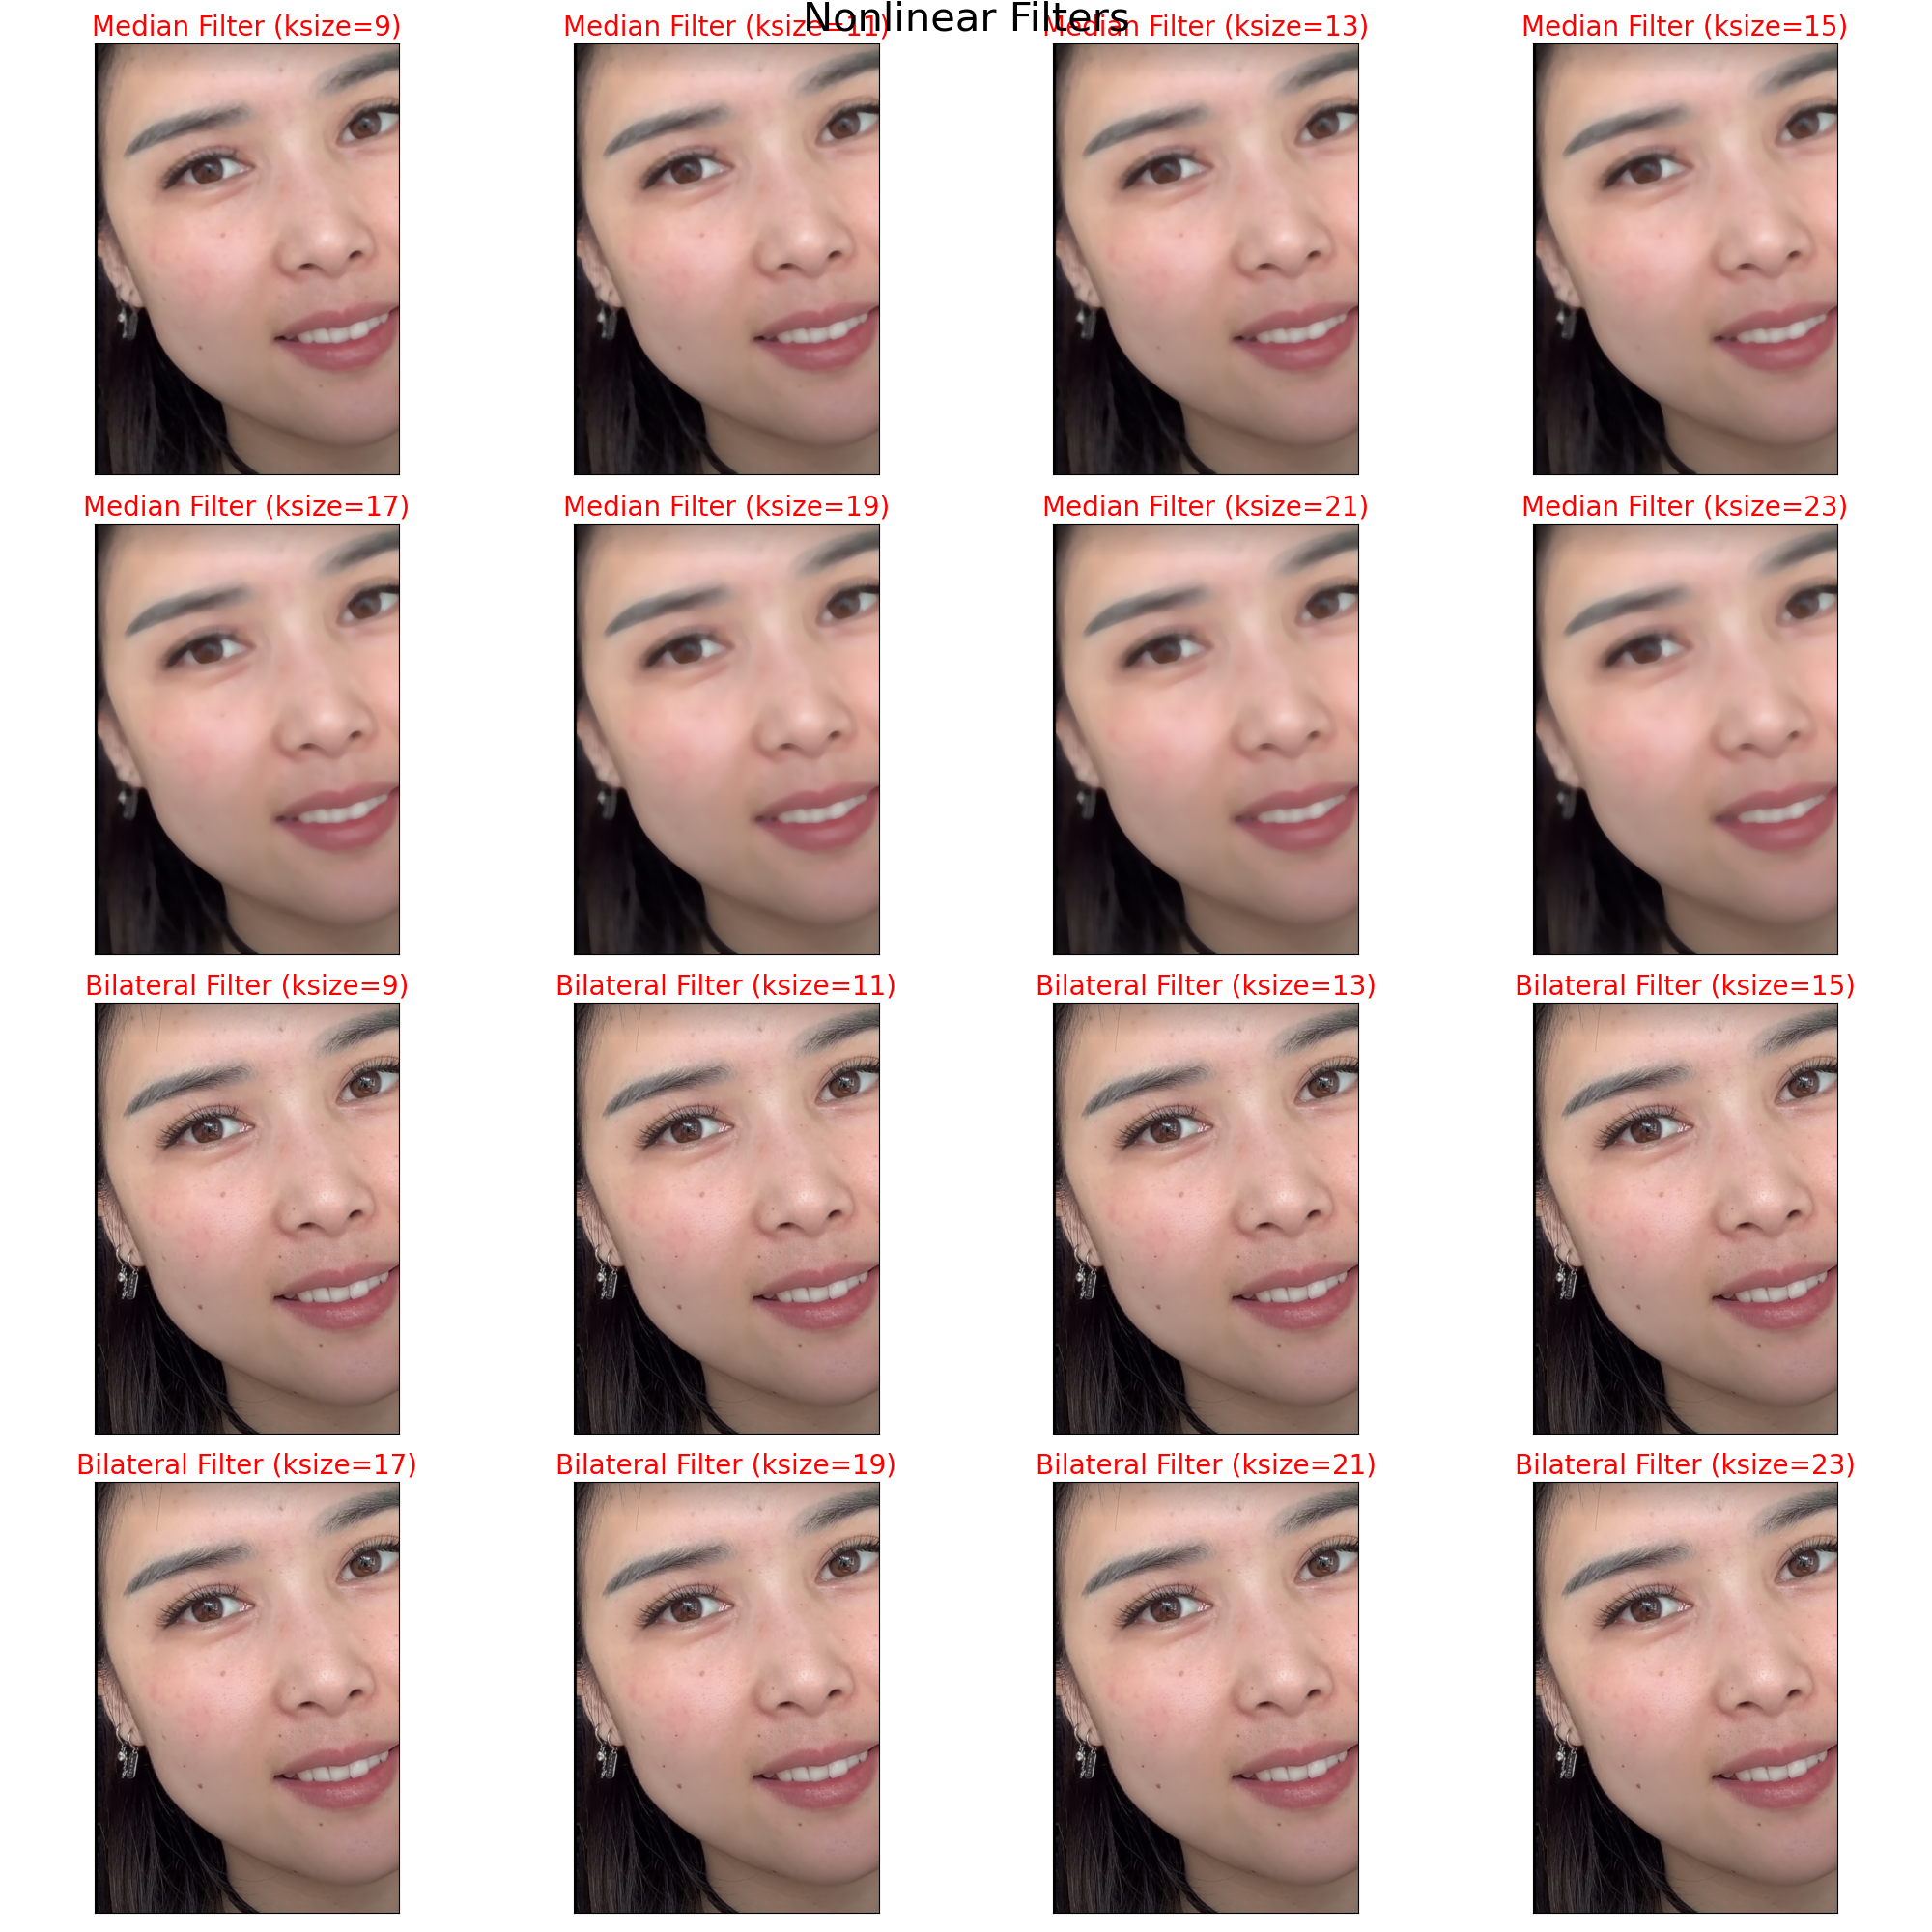 Nonlinear Filters
Median Filter (ksize=9)
Median Filter (ksize=11)
Median Filter (ksize=13)
Median Filter (ksize=15)
Median Filter (ksize=17)
Median Filter (ksize=19)
Median Filter (ksize=21)
Median Filter (ksize=23)
Bilateral Filter (ksize=9)
Bilateral Filter (ksize=11)
Bilateral Filter (ksize=13)
Bilateral Filter (ksize=15)
Bilateral Filter (ksize=17)
Bilateral Filter (ksize=19)
Bilateral Filter (ksize=21)
Bilateral Filter (ksize=23)